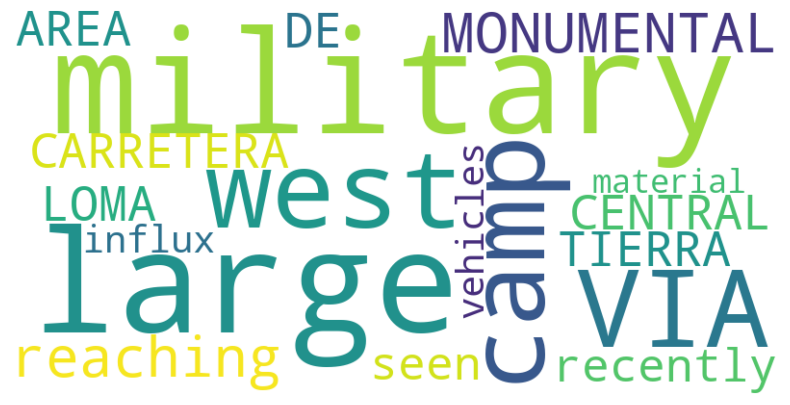 AREA DE MONUMENTAL
military
CARRETERA
west camp vehicles material
LOMA CENTRAL
influx TIERRA
large VIA
reaching seen recently